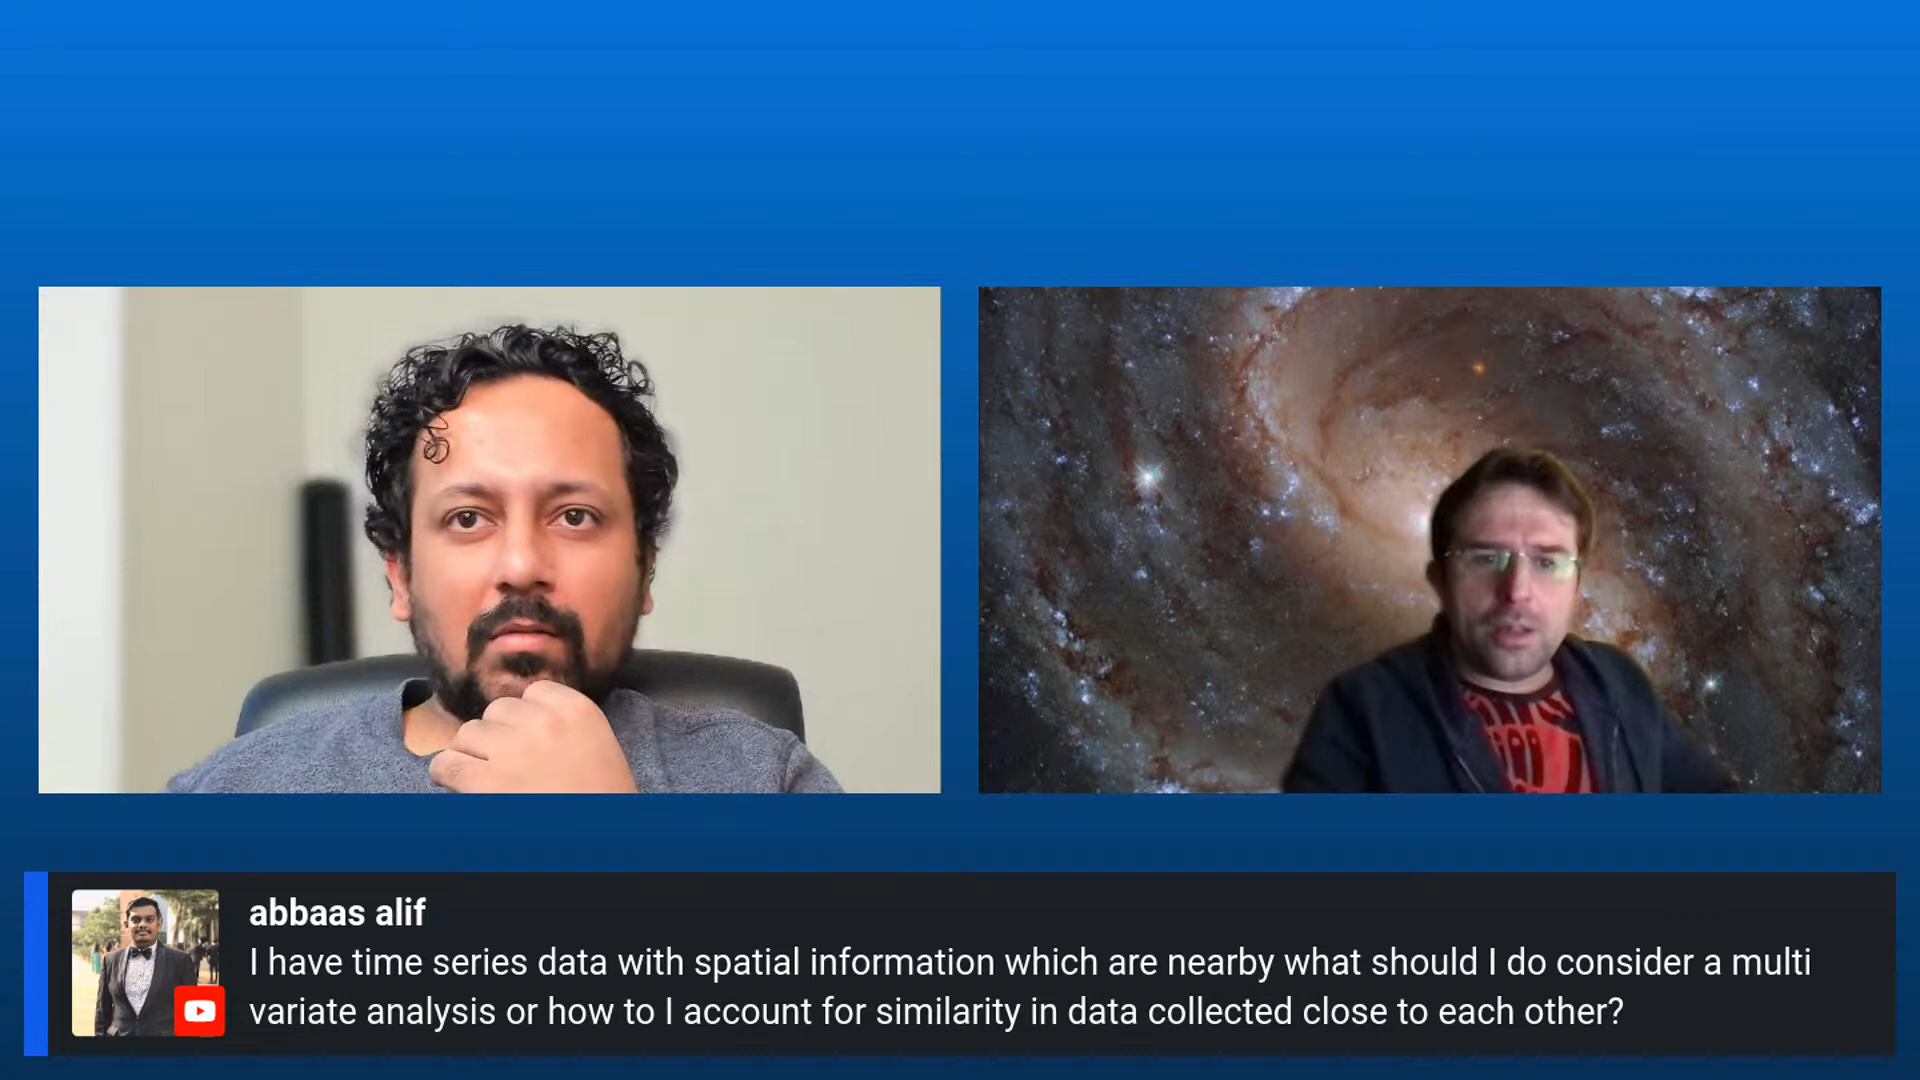 abbaas alif
I have time series data with spatial information which are nearby what should I do consider a multi
variate analysis or how to I account for similarity in data collected close to each other?